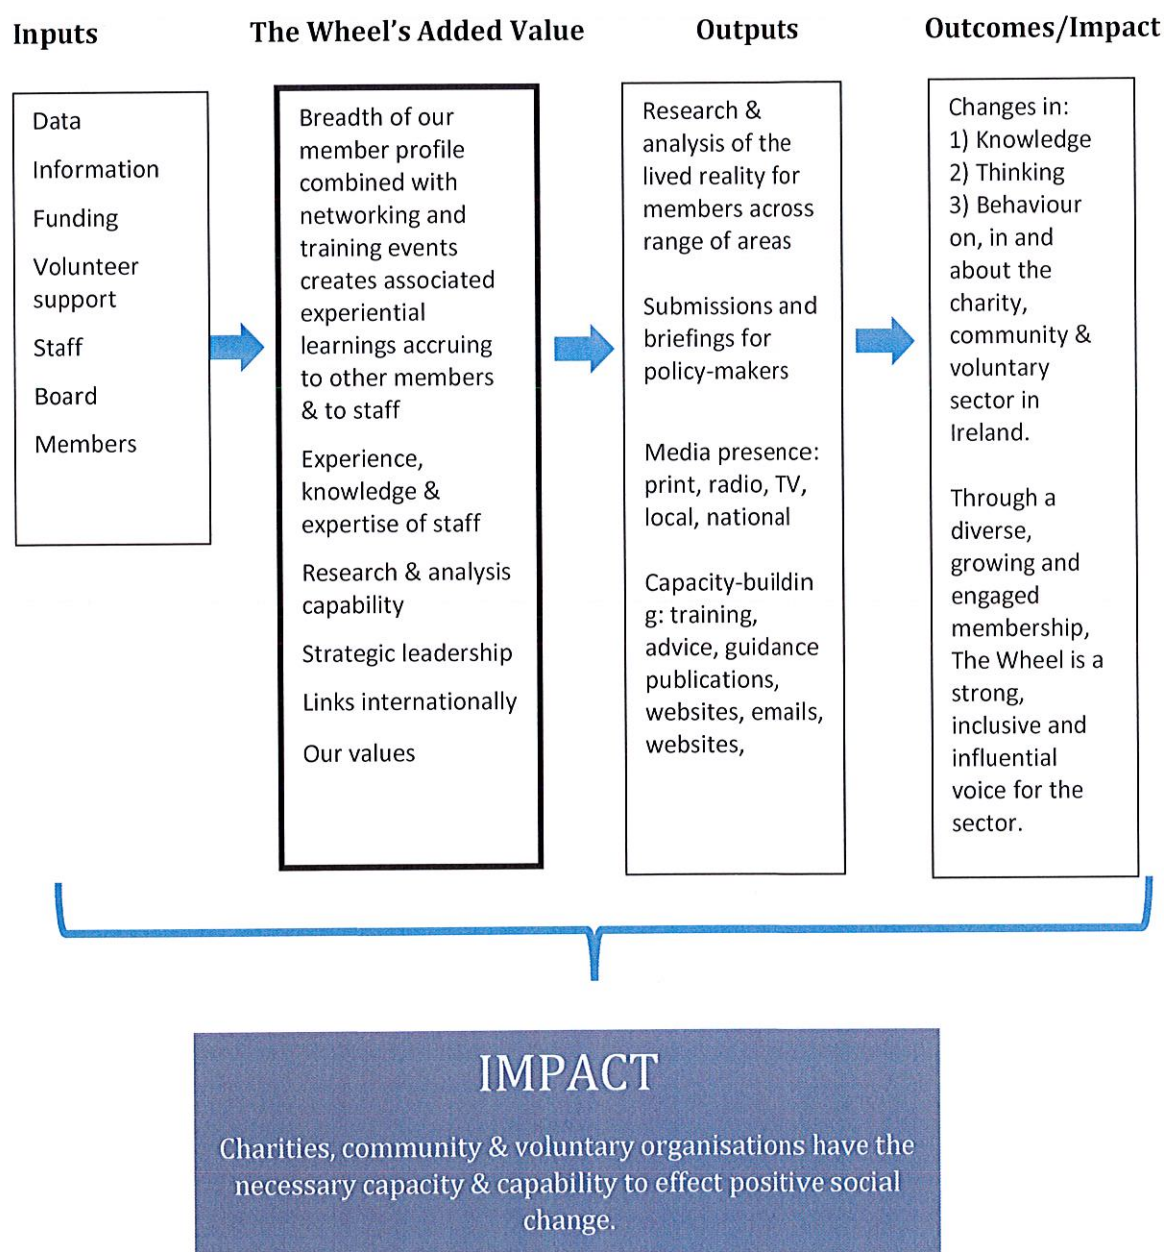 Inputs
The Wheel's Added Value
Outputs
Outcomes/Impact
Data
Information
Funding
Volunteer
support
Staff
Board
Members
Breadth of our
member profile
combined with
networking and
training events
creates associated
experiential
learnings accruing
to other members
& to staff
Experience,
knowledge &
expertise of staff
Research & analysis
capability
Strategic leadership
Links internationally
Our values
Research &
analysis of the
lived reality for
members across
range of areas
Submissions and
briefings for
policy-makers
Media presence:
print, radio, TV,
local, national
Capacity-buildin
g: training,
advice, guidance
publications,
websites, emails,
websites,
Changes in:
1) Knowledge
2) Thinking
3) Behaviour
on, in and
about the
charity,
community &
voluntary
sector in
Ireland.
Through a
diverse,
growing and
engaged
membership,
The Wheel is a
strong,
inclusive and
influential
voice for the
sector.
IMPACT
Charities, community & voluntary organisations have the
necessary capacity & capability to effect positive social
change.